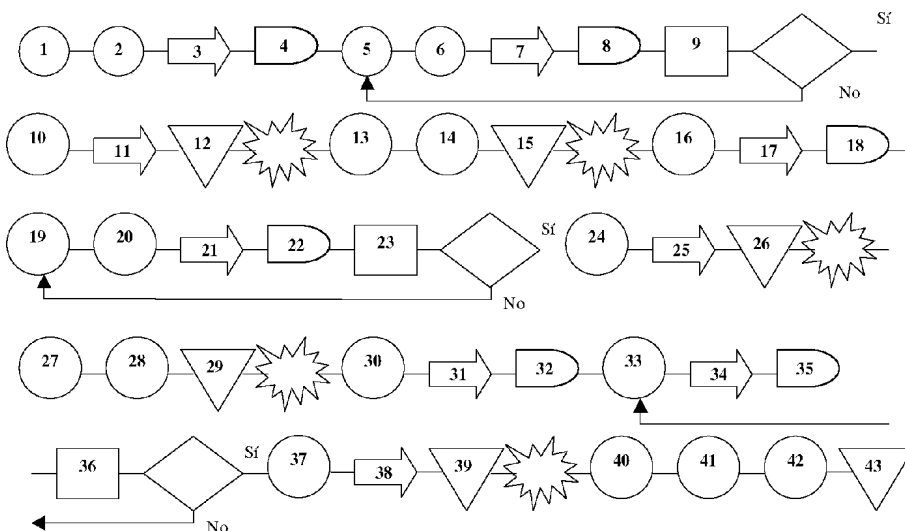 Sí
1 2 3 4 5 6 7 8 9
No
10 11 12 13 14 15 16 17 18
19 20 21 22 23 Sí 24 25 26
No
27 28 29 30 31 32 33 34 35
36 Sí 37 38 39 40 41 42 43
No